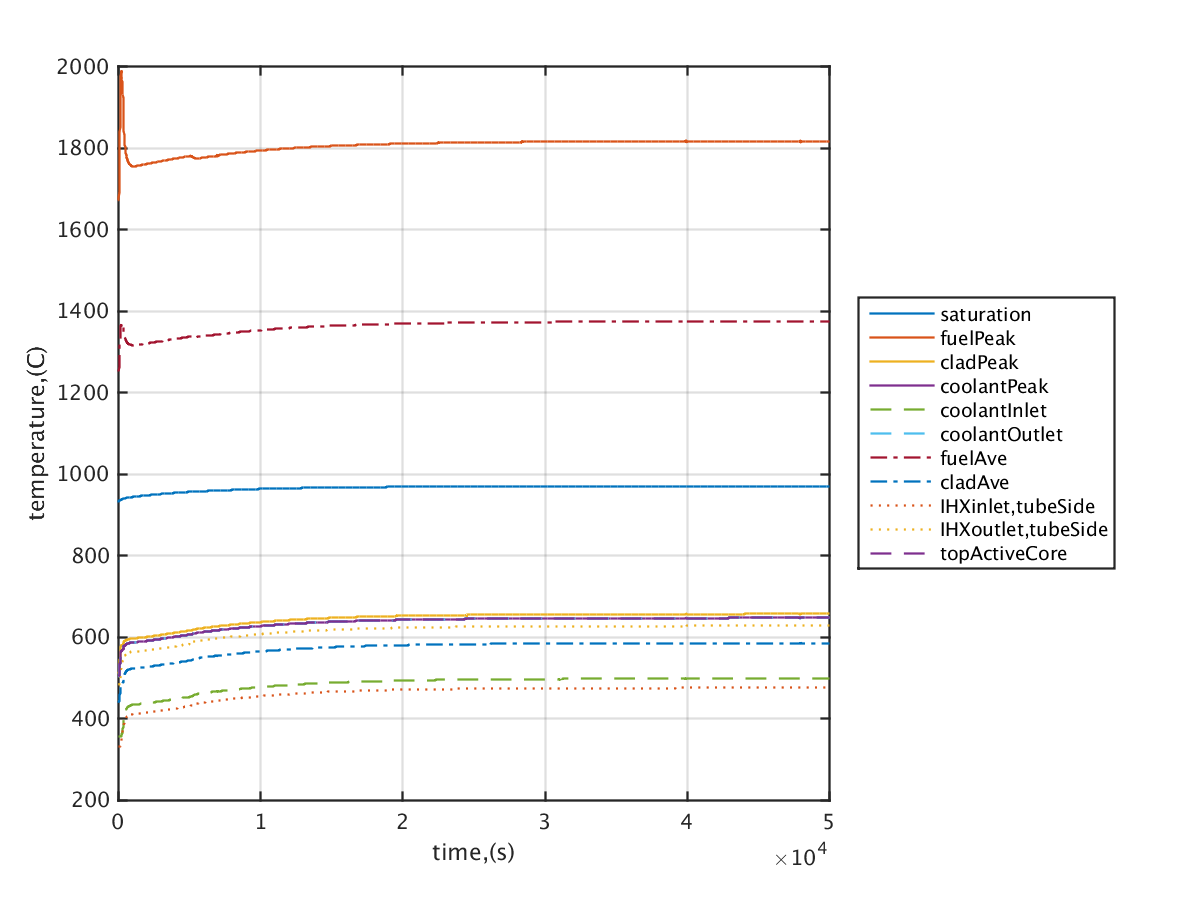 2000
1800
1600
1400
1200
1000
800
600
400
200
temperature,(C)
0 1 2 3 4 5
time,(s)
×10^4
saturation
fuelPeak
cladPeak
coolantPeak
coolantInlet
coolantOutlet
fuelAve
cladAve
IHXinlet,tubeSide
IHXoutlet,tubeSide
topActiveCore